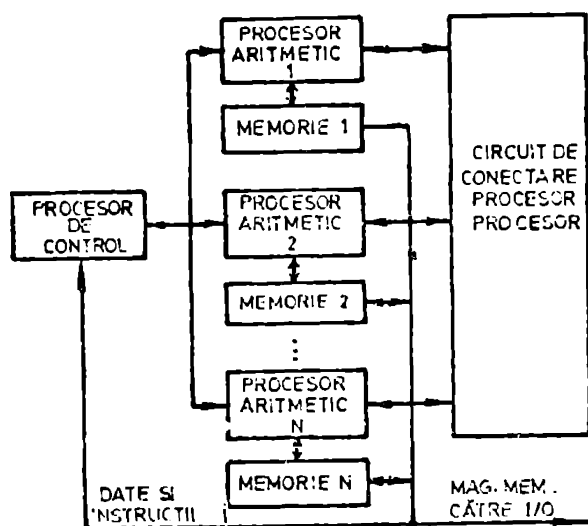 PROCESOR
ARITMETIC
1
MEMORIE 1
PROCESOR
DE
CONTROL
PROCESOR
ARITMETIC
2
MEMORIE 2
PROCESOR
ARITMETIC
N
MEMORIE N
CIRCUIT DE
CONECTARE
PROCESOR
PROCESOR
DATE SI
INSTRUCTII
MAG. MEM.
CĂTRE I/O